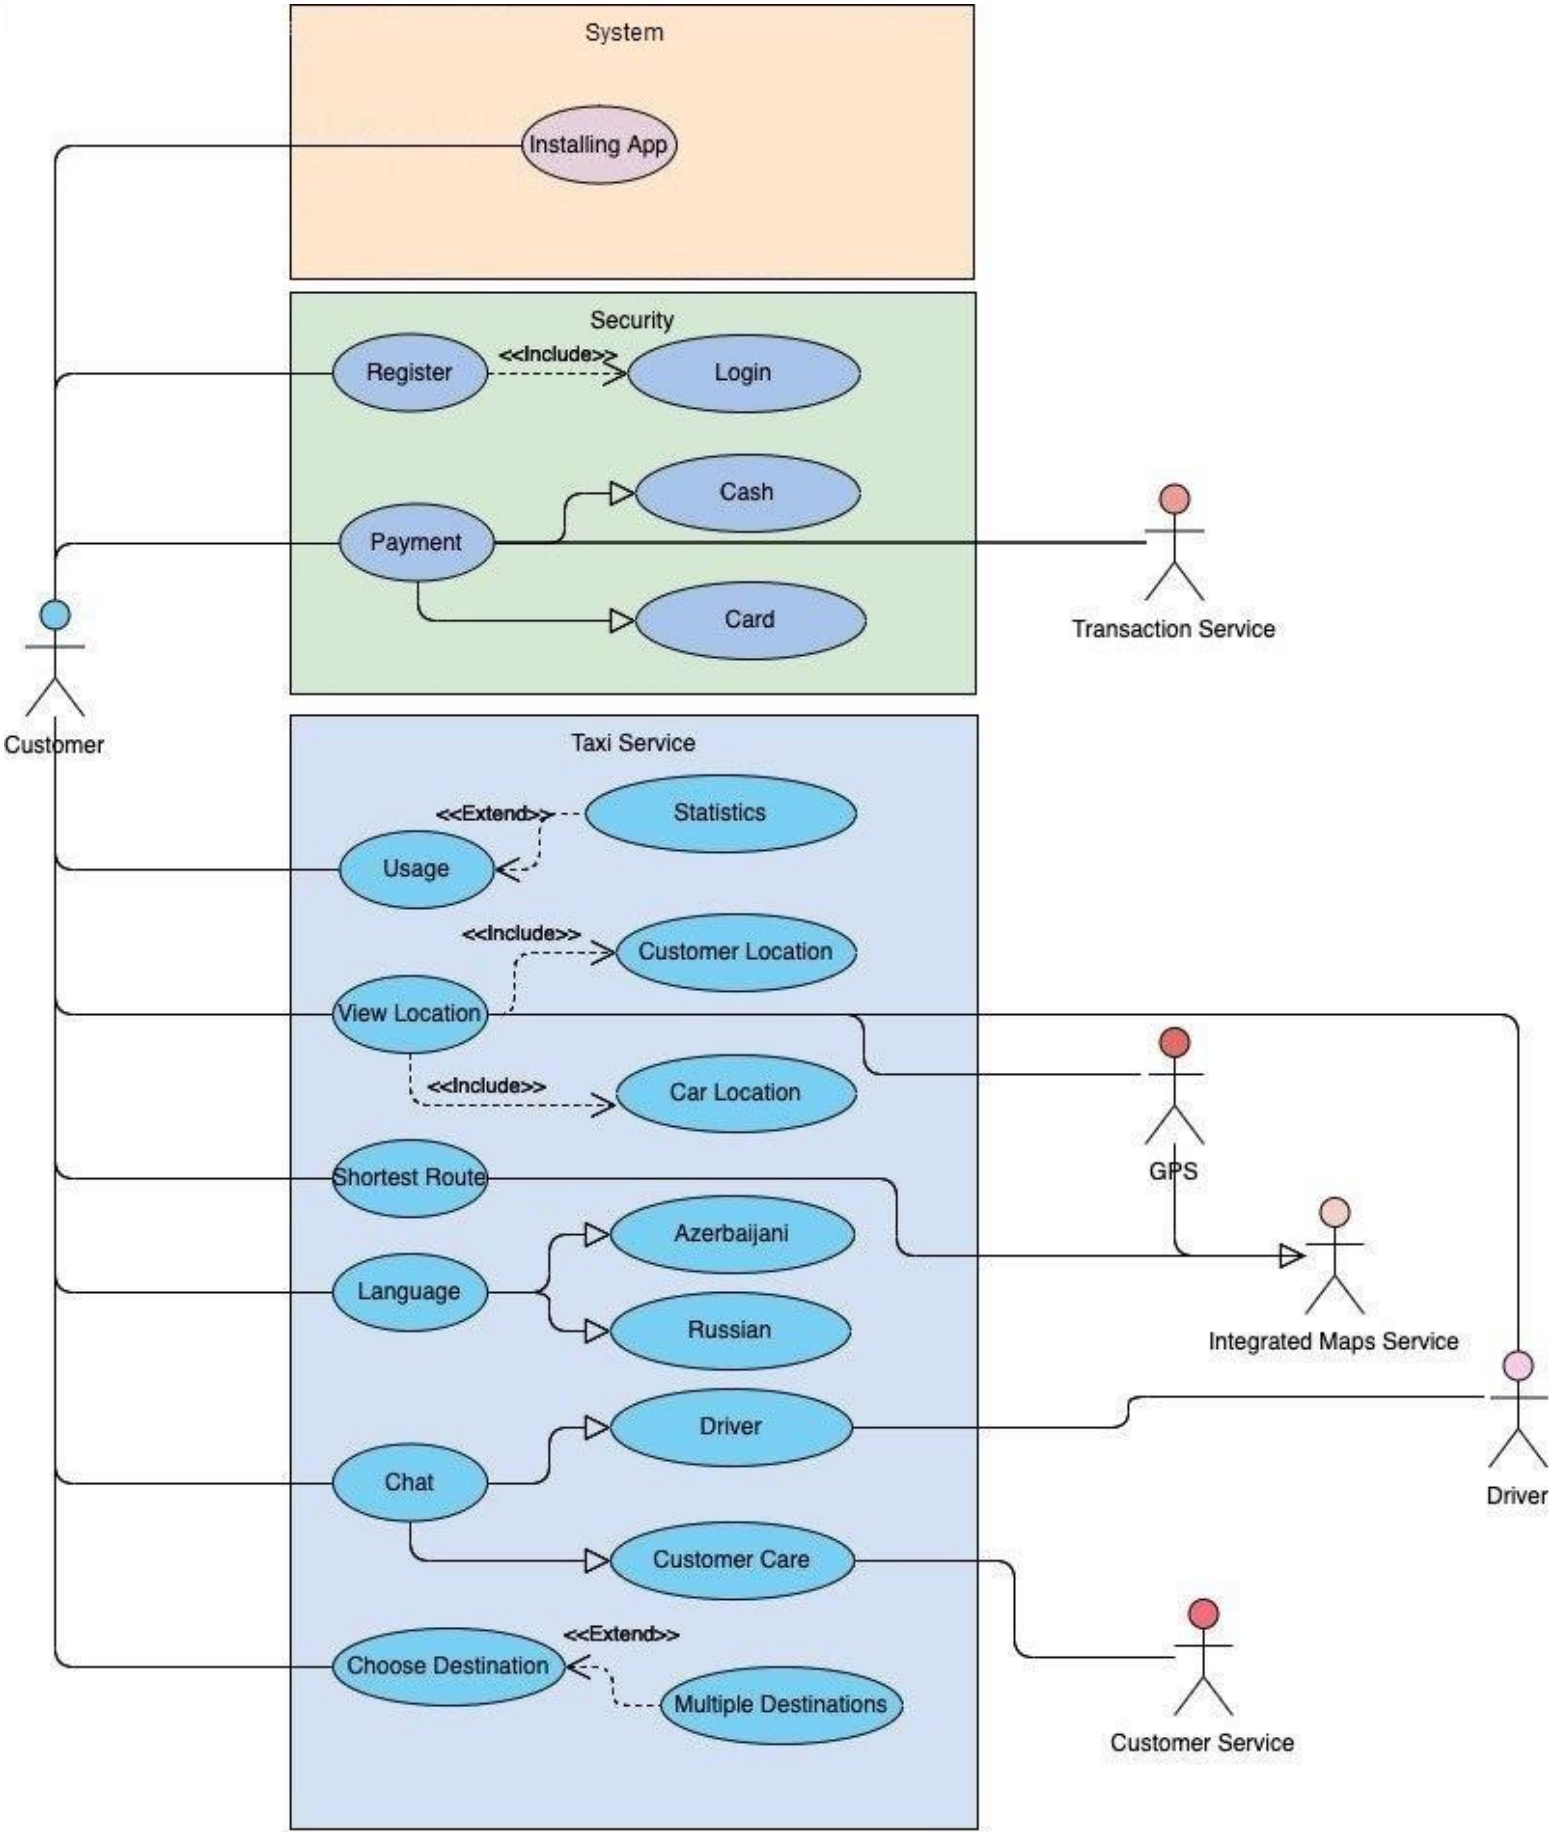 System
Installing App
Security
Register
<<Include>>
Login
Cash
Payment
Card
Transaction Service
Customer
Taxi Service
Statistics
<<Extend>>
Usage
<<Include>>
Customer Location
View Location
<<Include>>
Car Location
GPS
Shortest Route
Azerbaijani
Language
Russian
Integrated Maps Service
Driver
Chat
Driver
Customer Care
<<Extend>>
Choose Destination
Multiple Destinations
Customer Service